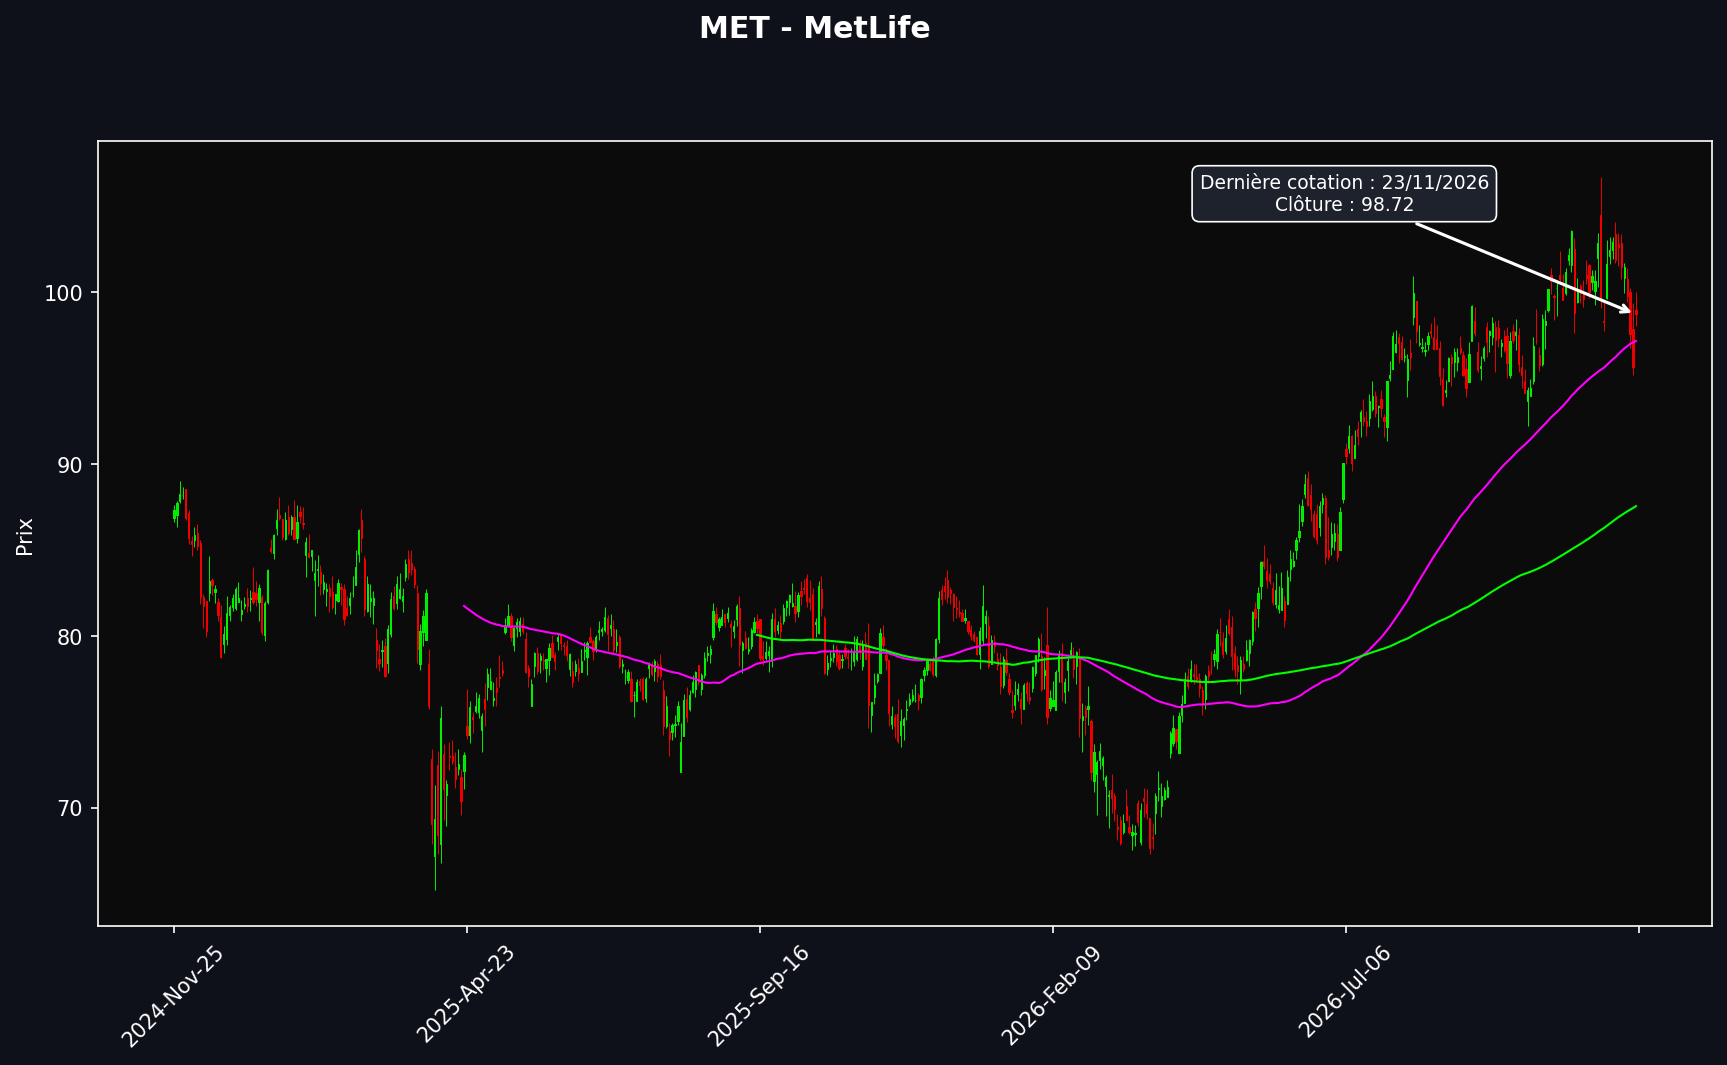 MET - MetLife
Dernière cotation : 23/11/2026
Clôture : 98.72
Prix
100
90
80
70
2024-Nov-25
2025-Apr-23
2025-Sep-16
2026-Feb-09
2026-Jul-06